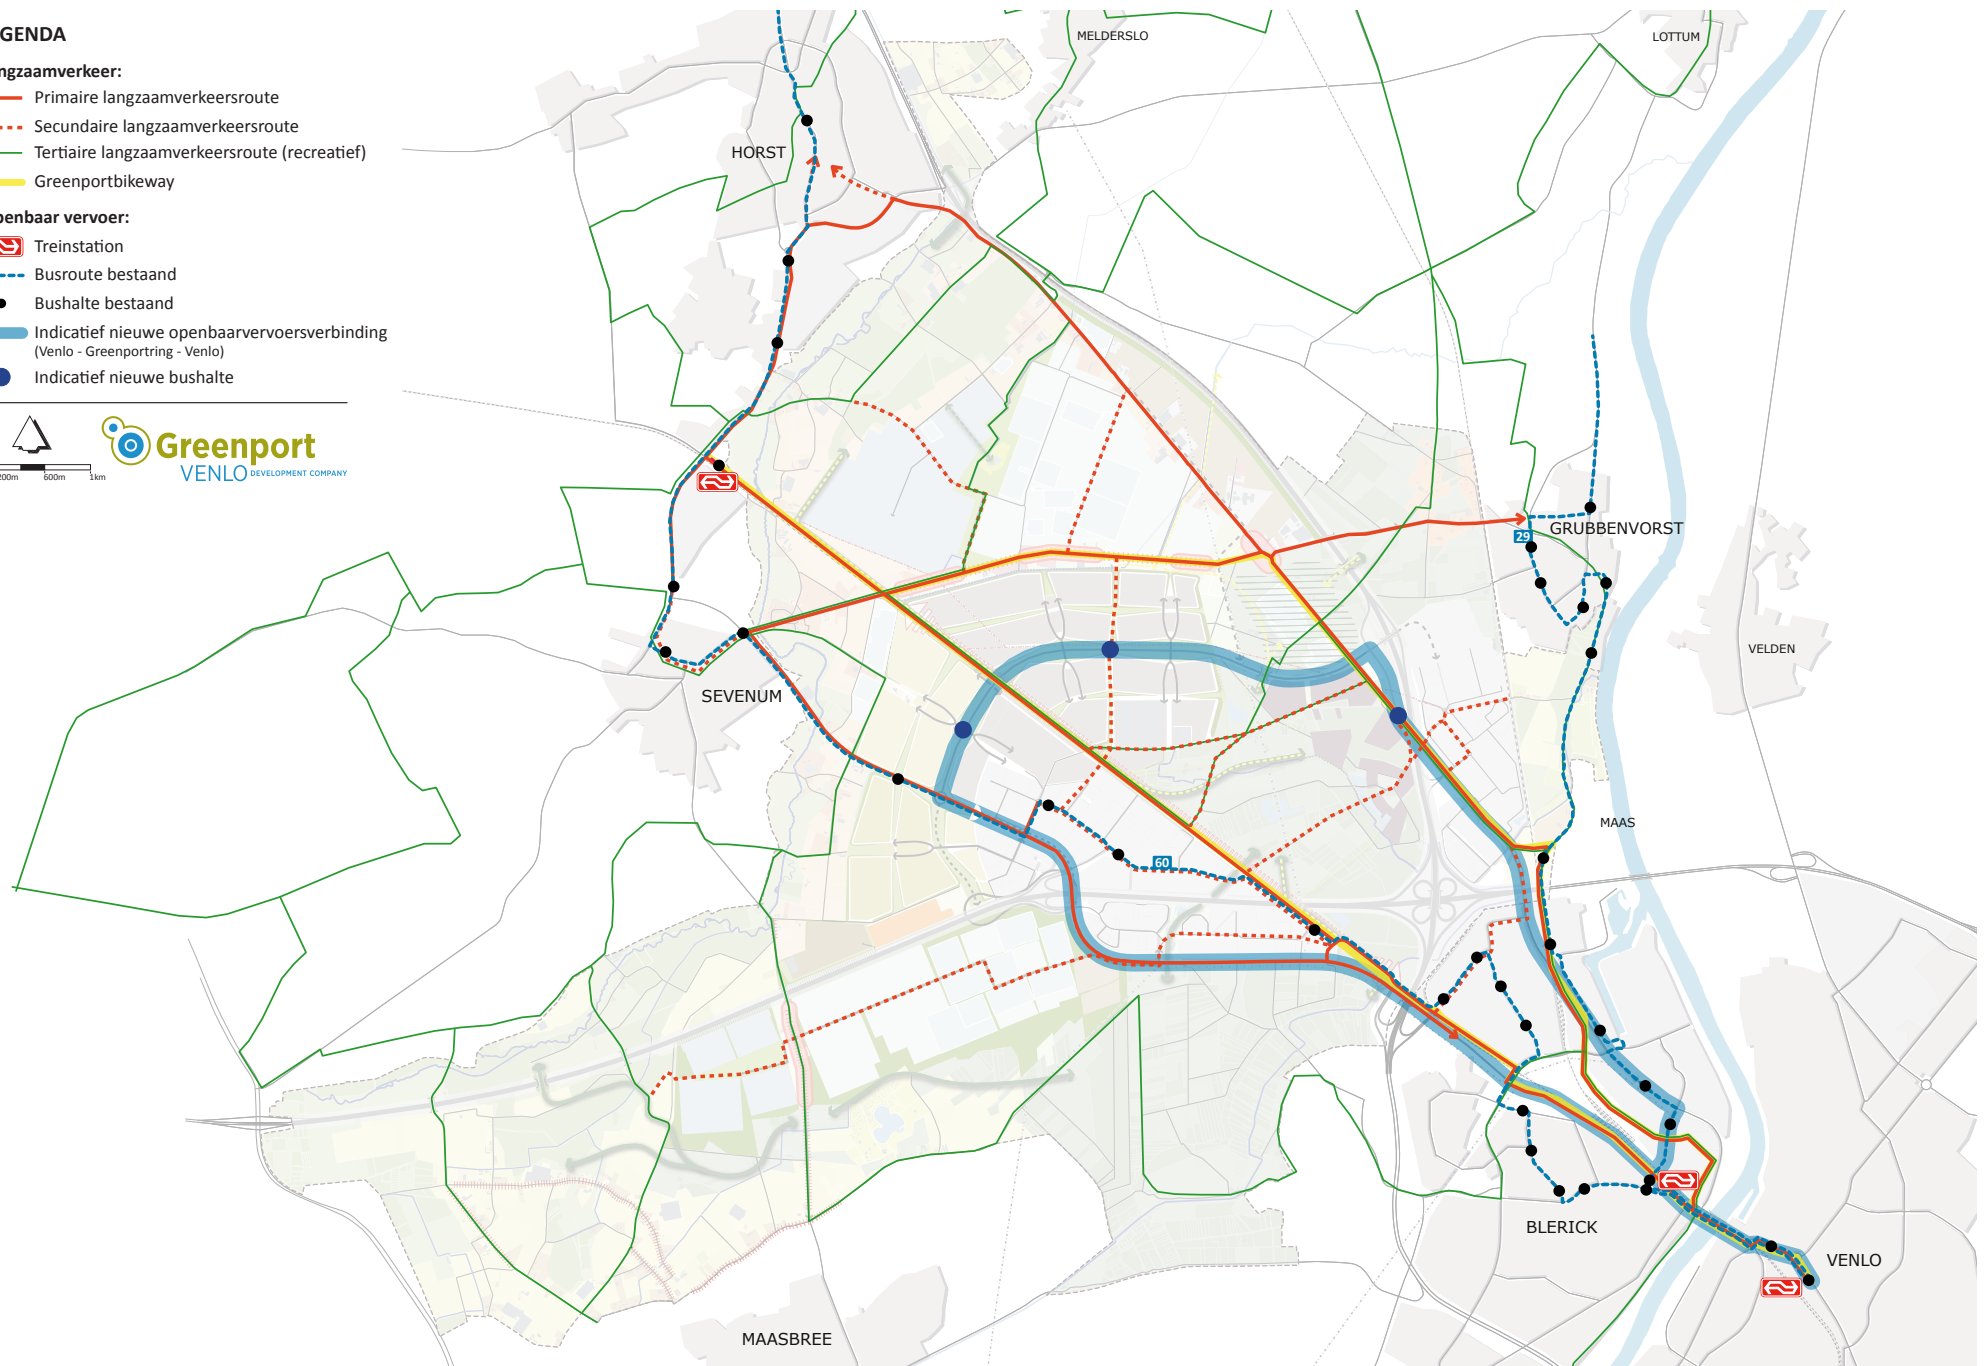 GENDA
ngzaamverkeer:
Primaire langzaamverkeersroute
Secundaire langzaamverkeersroute
Tertiaire langzaamverkeersroute (recreatief)
Greenportbikeway
penbaar vervoer:
Treinstation
Busroute bestaand
Bushalte bestaand
Indicatief nieuwe openbaarvervoersverbinding
(Venlo - Greenportring - Venlo)
Indicatief nieuwe bushalte
200m 600m 1km
Greenport
VENLO DEVELOPMENT COMPANY
MELDERSLO
LOTTUM
HORST
GRUBBENVORST
29
VELDEN
SEVENUM
MAAS
60
BLERICK
VENLO
MAASBREE